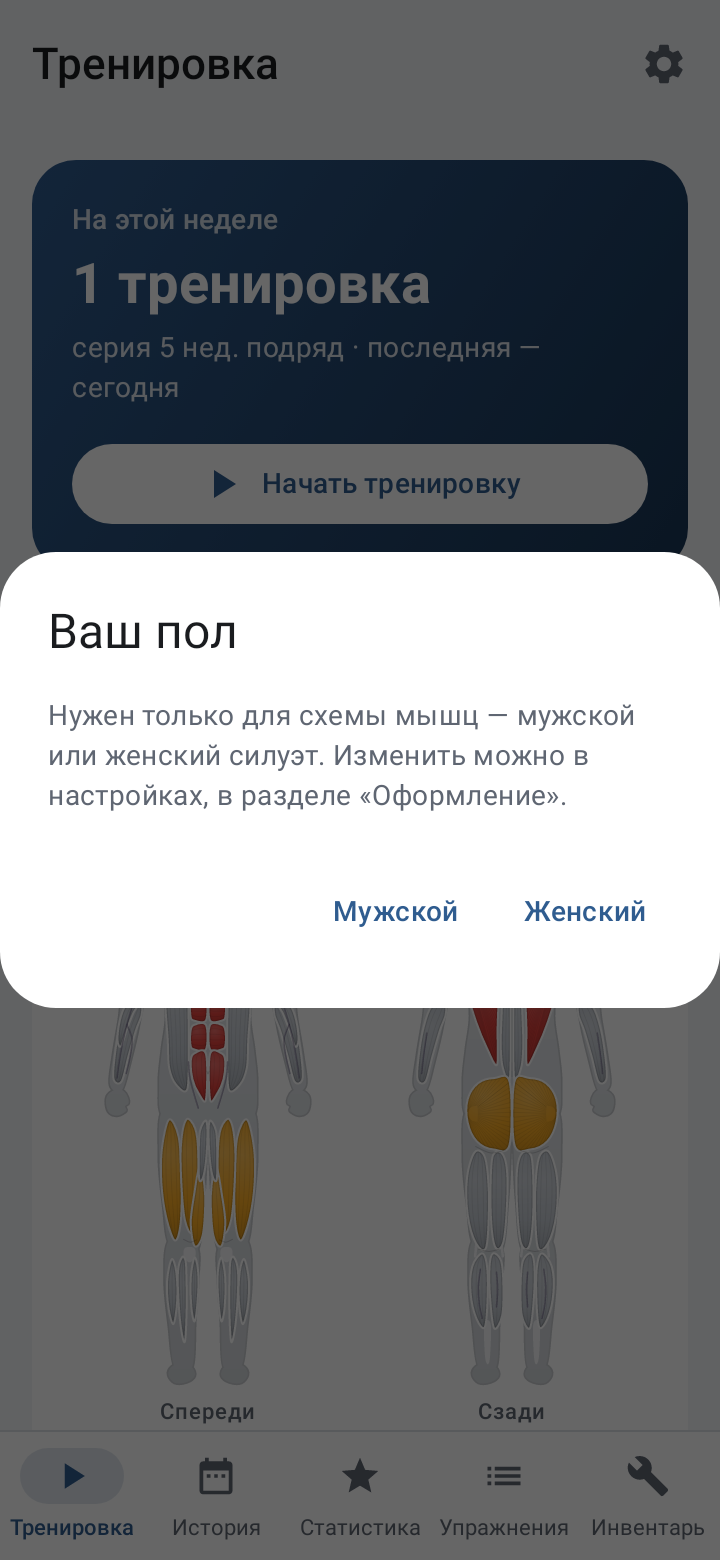 Тренировка
На этой неделе
1 тренировка
серия 5 нед. подряд · последняя —
сегодня
Начать тренировку
Ваш пол
Нужен только для схемы мышц — мужской
или женский силуэт. Изменить можно в
настройках, в разделе «Оформление».
Мужской
Женский
Спереди
Сзади
Тренировка
История
Статистика
Упражнения
Инвентарь